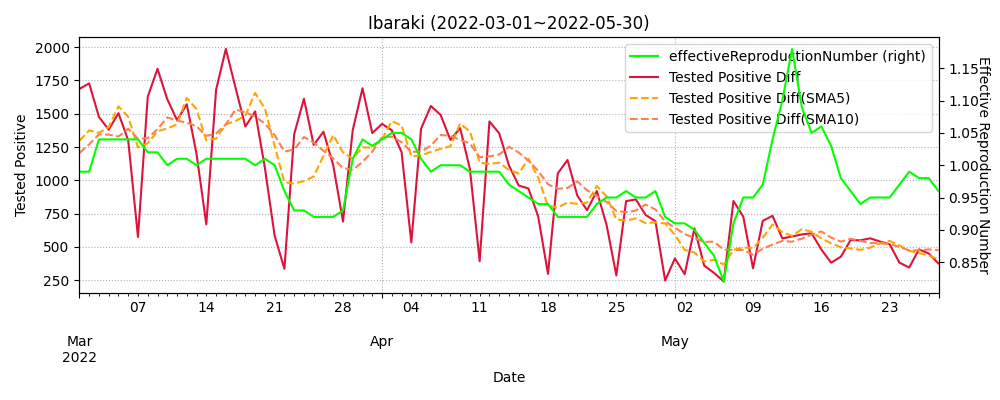 Ibaraki (2022-03-01~2022-05-30)
effectiveReproductionNumber (right)
Tested Positive Diff
Tested Positive Diff(SMA5)
Tested Positive Diff(SMA10)
Tested Positive
2000
1750
1500
1250
1000
750
500
250
Effective Reproduction Number
1.15
1.10
1.05
1.00
0.95
0.90
0.85
07 14 21 28 04 11 18 25 02 09 16 23
Mar Apr May
2022
Date